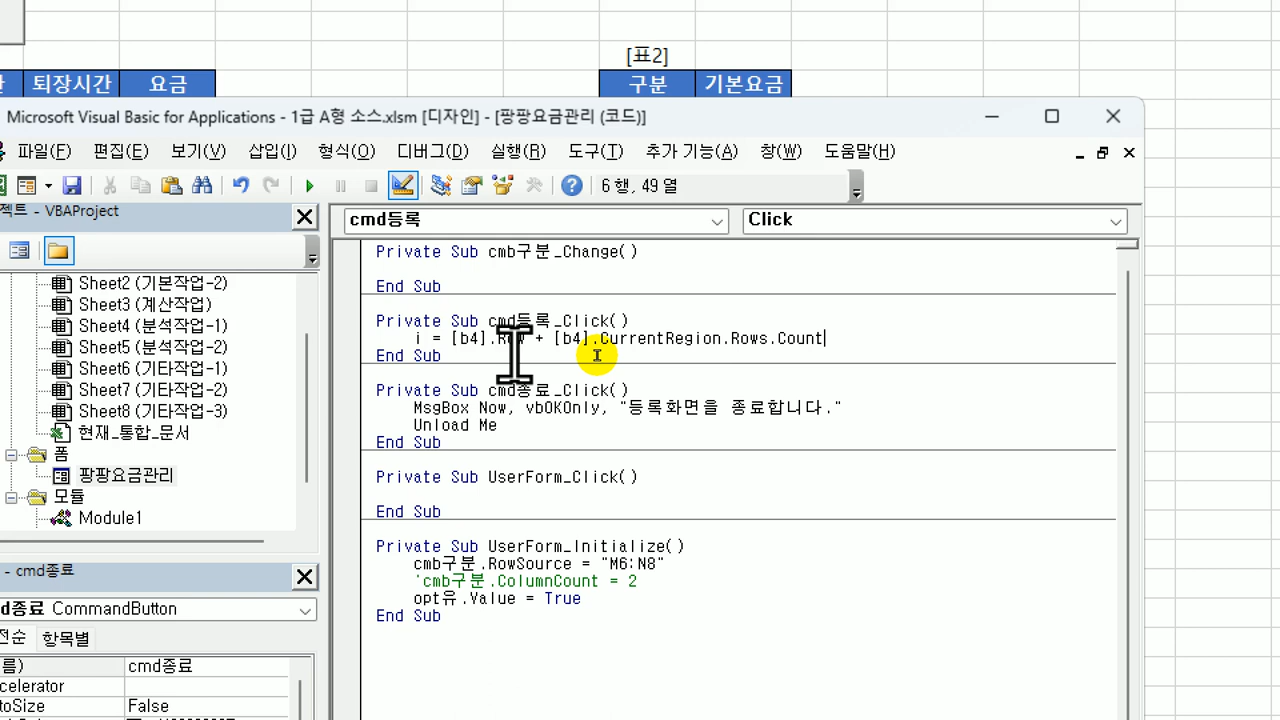 [표2]
퇴장시간 요금 구분 기본요금
Microsoft Visual Basic for Applications - 1급 A형 소스.xlsm [디자인] - [팡팡요금관리 (코드)]
파일(F) 편집(E) 보기(V) 삽입(I) 형식(O) 디버그(D) 실행(R) 도구(T) 추가 기능(A) 창(W) 도움말(H)
6 행, 49 열
젝트 - VBAProject
Sheet2 (기본작업-2)
Sheet3 (계산작업)
Sheet4 (분석작업-1)
Sheet5 (분석작업-2)
Sheet6 (기타작업-1)
Sheet7 (기타작업-2)
Sheet8 (기타작업-3)
현재_통합_문서
폼
팡팡요금관리
모듈
Module1
- cmd종료
cmd종료 CommandButton
전순 항목별
름) cmd종료
celerator
toSize False
cmd등록 Click
Private Sub cmb구분_Change()
End Sub
Private Sub cmd등록_Click()
i = [b4].Row + [b4].CurrentRegion.Rows.Count
End Sub
Private Sub cmd종료_Click()
MsgBox Now, vbOKOnly, "등록화면을 종료합니다."
Unload Me
End Sub
Private Sub UserForm_Click()
End Sub
Private Sub UserForm_Initialize()
cmb구분.RowSource = "M6:N8"
'cmb구분.ColumnCount = 2
opt유.Value = True
End Sub